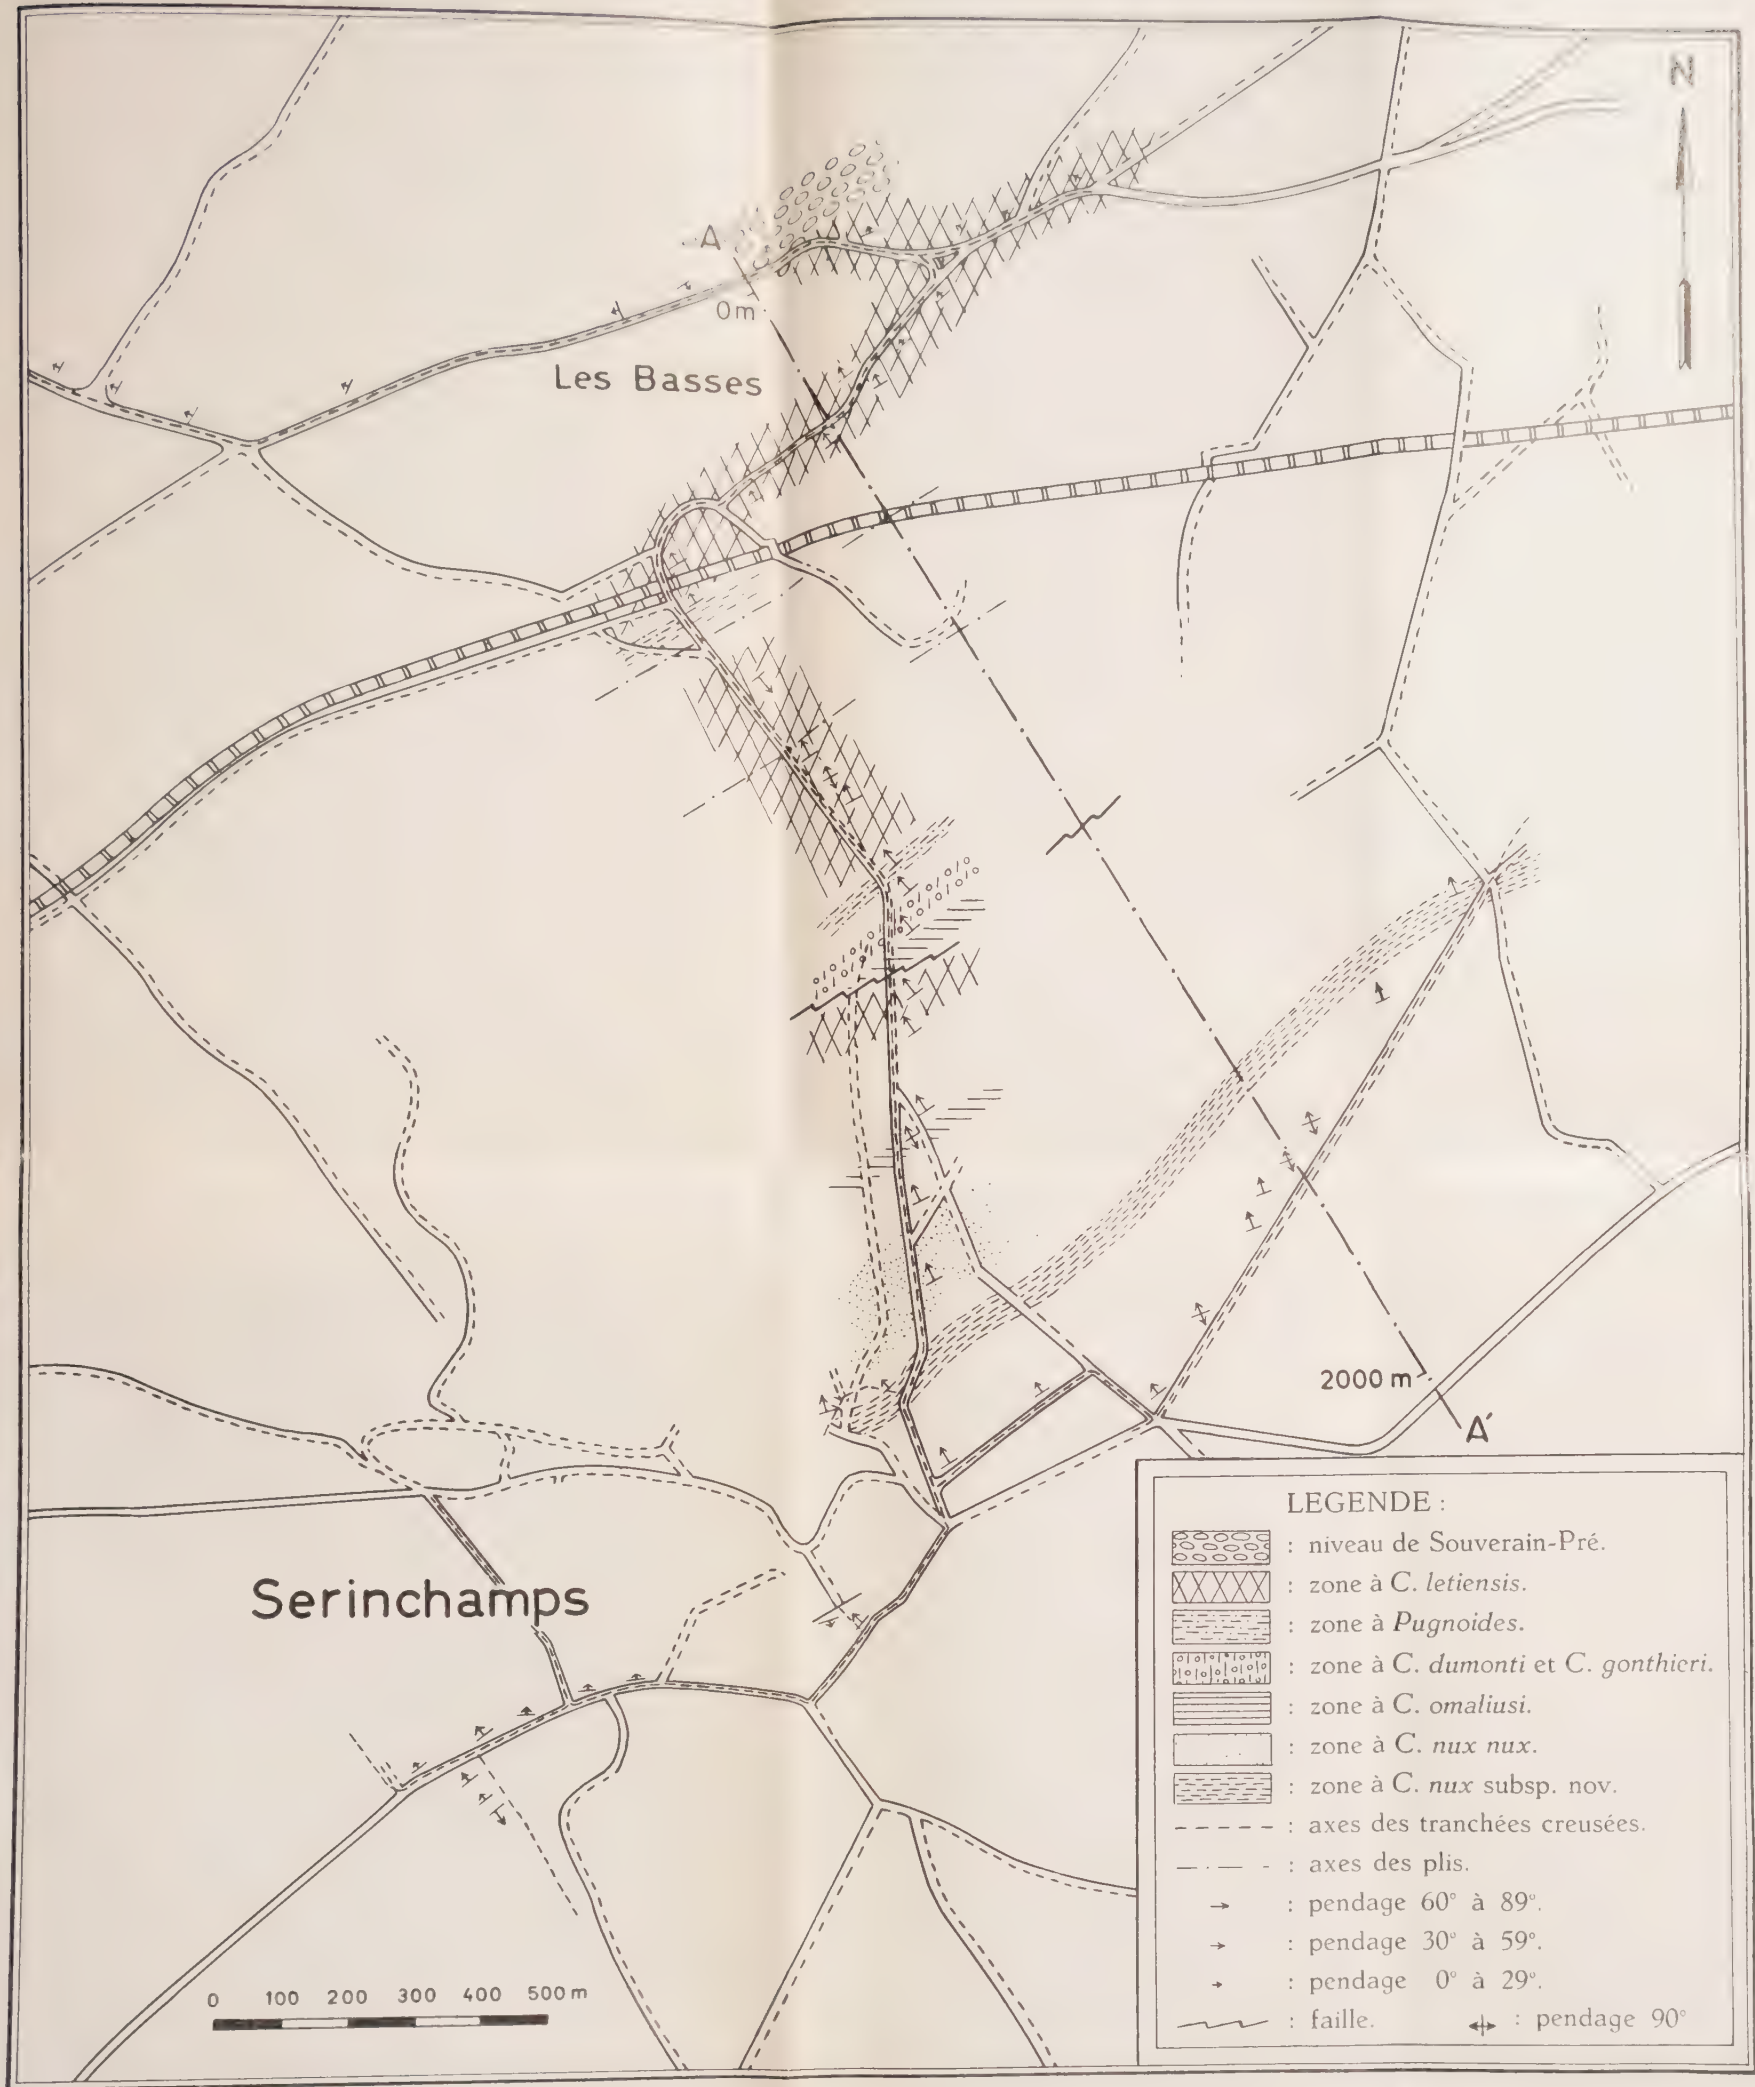 N
A
0m
Les Basses
2000 m
A'
Serinchamps
LEGENDE :
: niveau de Souverain-Pré.
: zone à C. letiensis.
: zone à Pugnoides.
: zone à C. dumonti et C. gonthieri.
: zone à C. omaliusi.
: zone à C. nux nux.
: zone à C. nux subsp. nov.
: axes des tranchées creusées.
: axes des plis.
: pendage 60° à 89°.
: pendage 30° à 59°.
: pendage 0° à 29°.
: faille. : pendage 90°
0 100 200 300 400 500 m